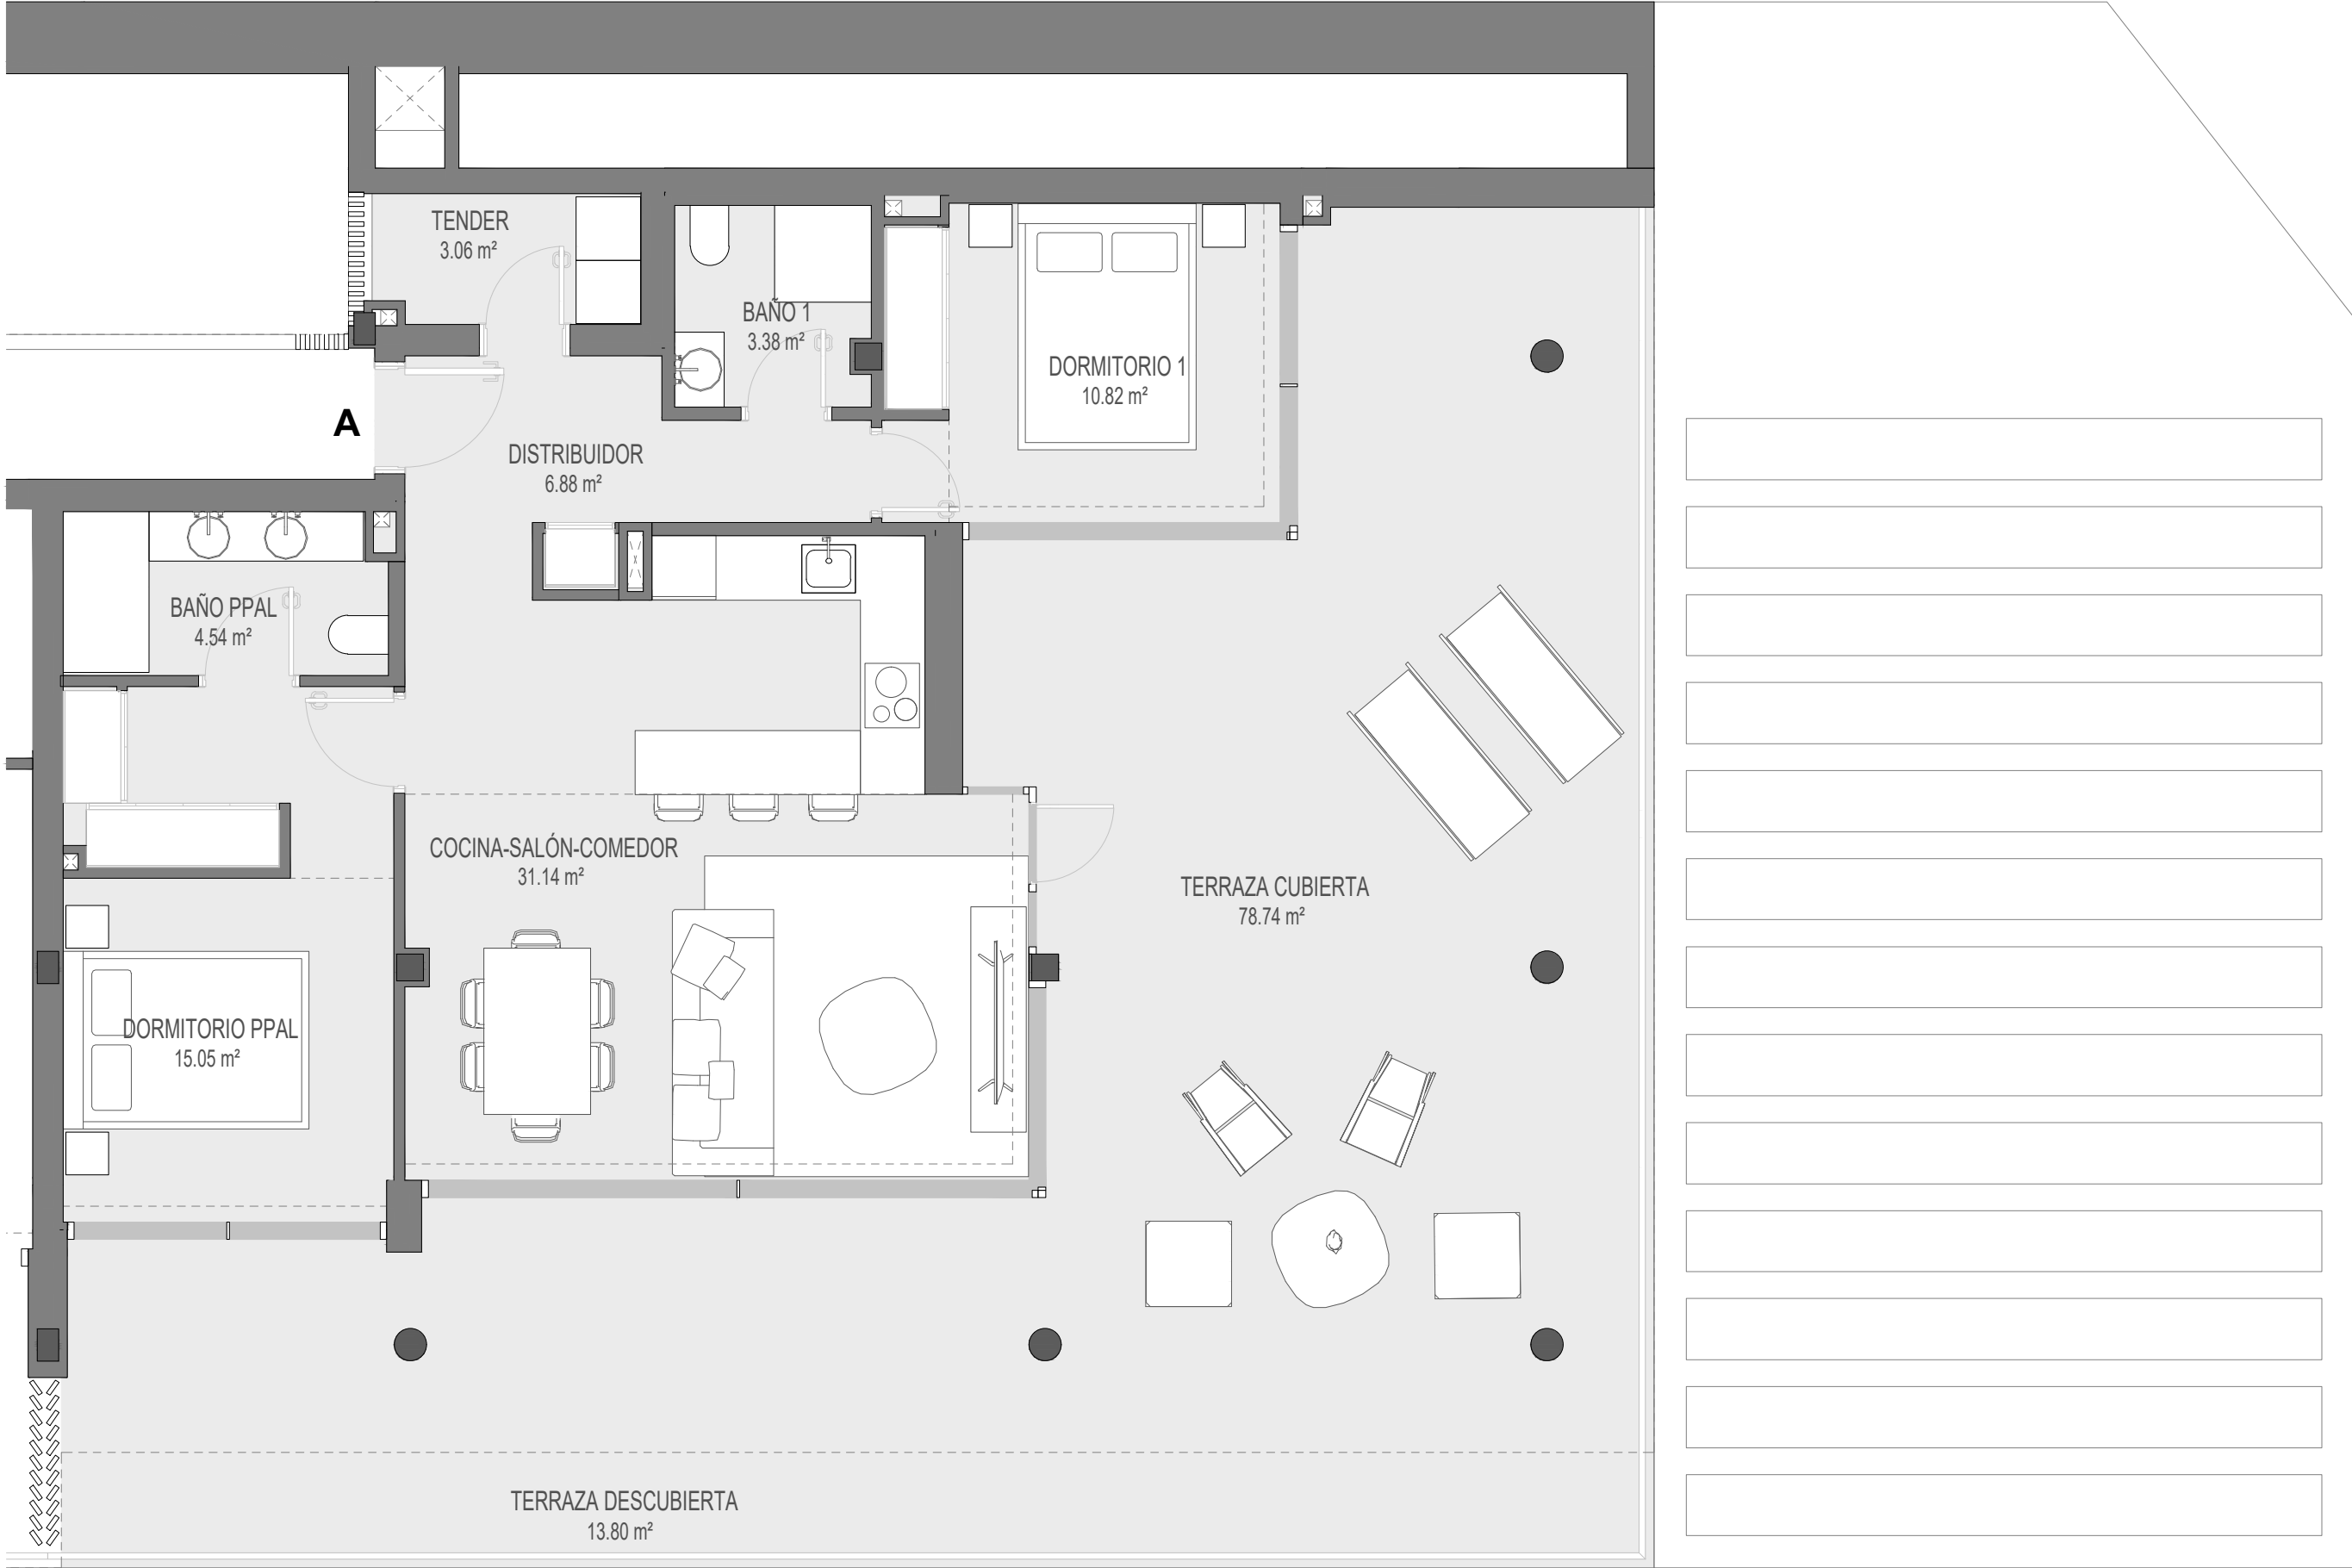 TENDER
3.06 m²
BAÑO 1
3.38 m²
DORMITORIO 1
10.82 m²
A
DISTRIBUIDOR
6.88 m²
BAÑO PPAL
4.54 m²
COCINA-SALÓN-COMEDOR
31.14 m²
TERRAZA CUBIERTA
78.74 m²
DORMITORIO PPAL
15.05 m²
TERRAZA DESCUBIERTA
13.80 m²